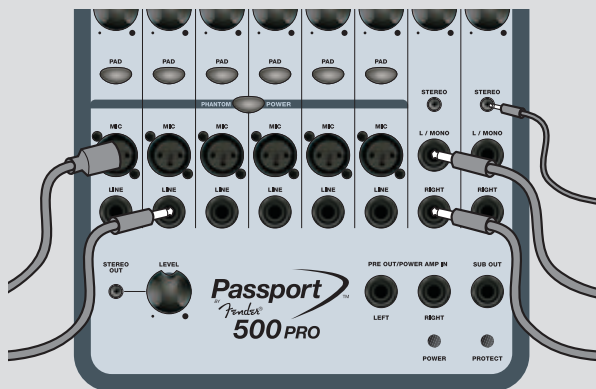 PAD PAD PAD PAD PAD PAD
STEREO STEREO
PHANTOM POWER
MIC MIC MIC MIC MIC MIC L / MONO L / MONO
LINE LINE LINE LINE LINE LINE RIGHT RIGHT
STEREO OUT
LEVEL
PRE OUT/POWER AMP IN SUB OUT
Passport™
BY Fender®
500 PRO
LEFT RIGHT
POWER PROTECT